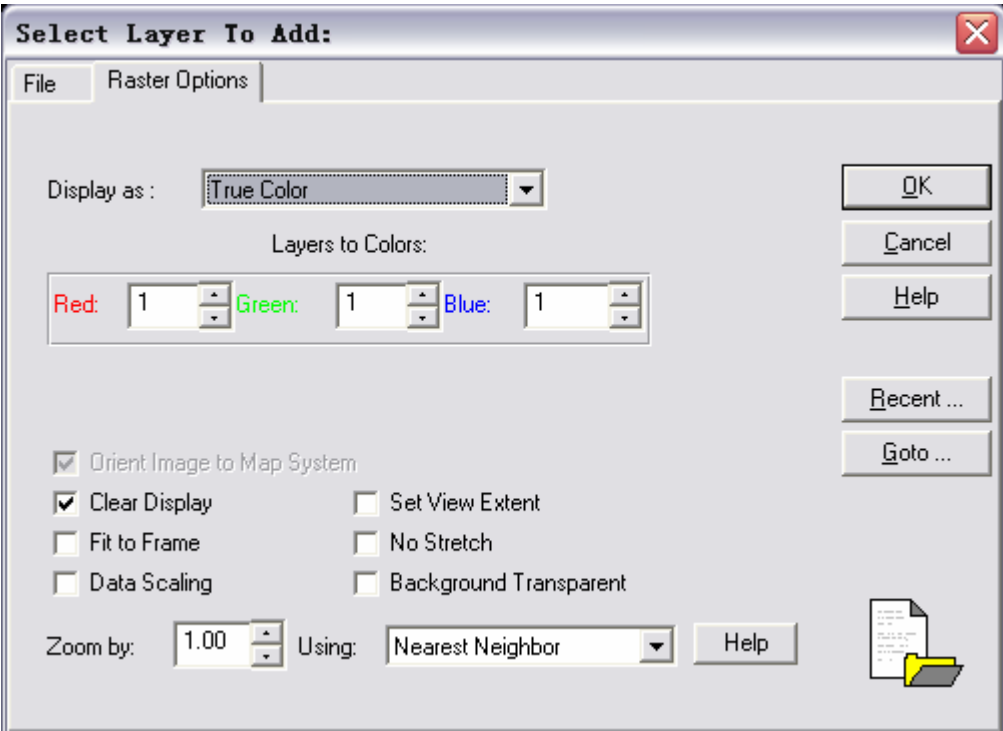 Select Layer To Add:
File Raster Options
Display as : True Color
OK
Layers to Colors:
Cancel
Red: 1 Green: 1 Blue: 1
Help
Recent ...
Goto ...
Orient Image to Map System
Clear Display Set View Extent
Fit to Frame No Stretch
Data Scaling Background Transparent
Zoom by: 1.00 Using: Nearest Neighbor Help